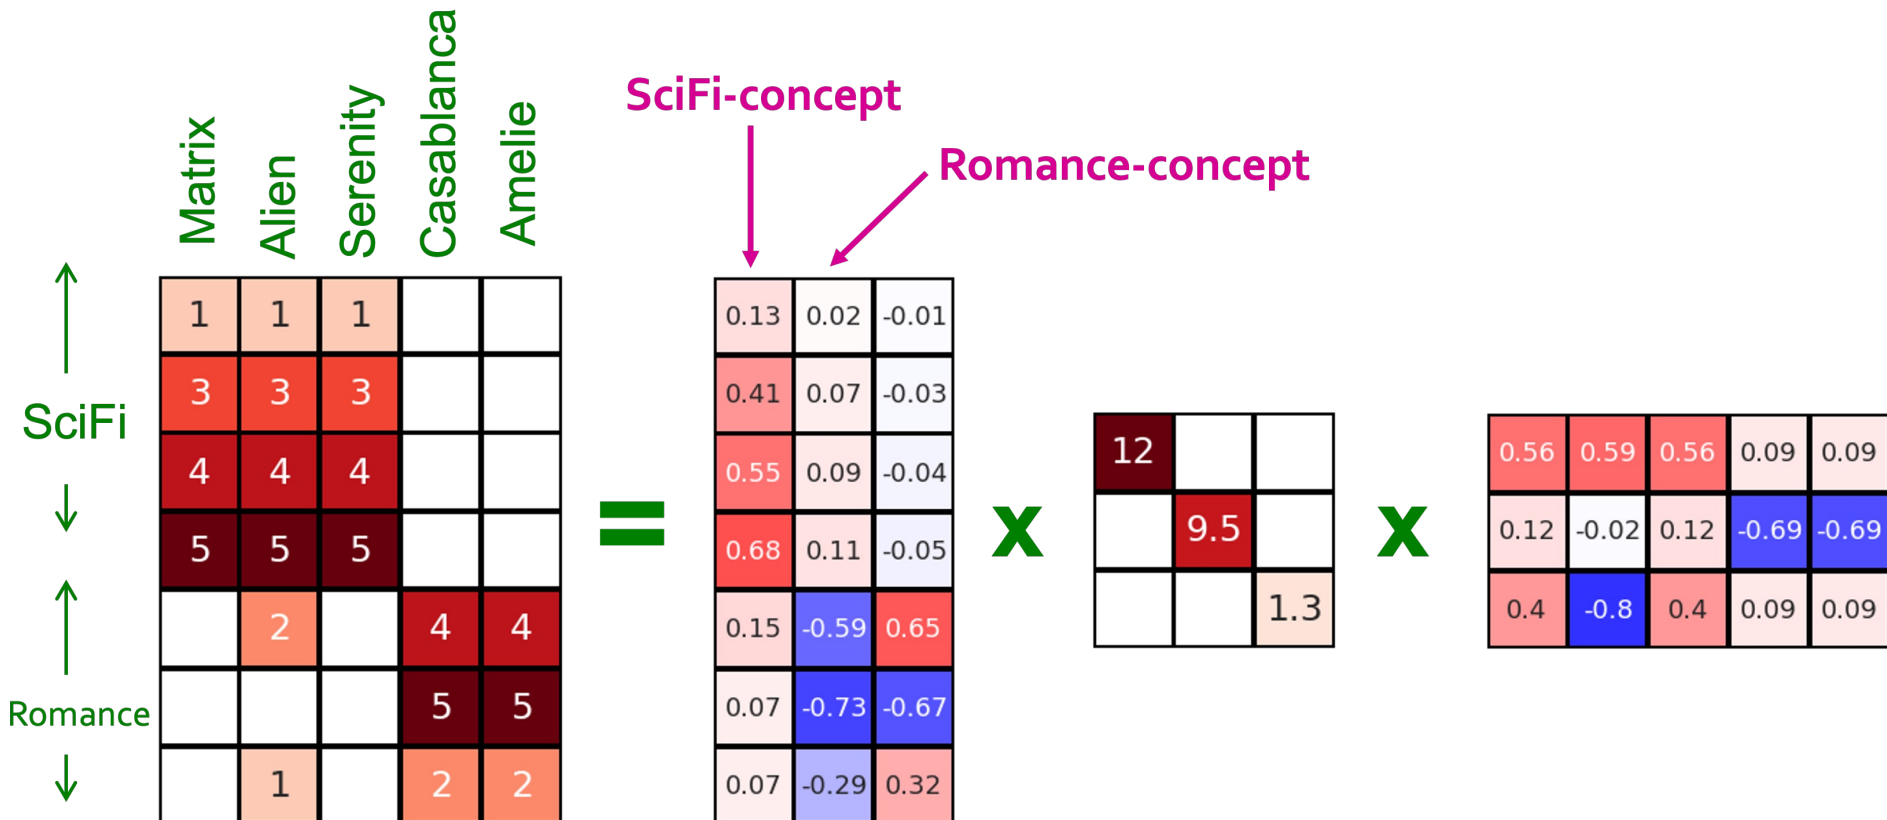 Matrix
Alien
Serenity
Casablanca
Amelie
SciFi-concept
Romance-concept
SciFi
Romance
1 1 1
3 3 3
4 4 4
5 5 5
2 4 4
5 5
1 2 2
=
0.13 0.02 -0.01
0.41 0.07 -0.03
0.55 0.09 -0.04
0.68 0.11 -0.05
0.15 -0.59 0.65
0.07 -0.73 -0.67
0.07 -0.29 0.32
x
12
9.5
1.3
x
0.56 0.59 0.56 0.09 0.09
0.12 -0.02 0.12 -0.69 -0.69
0.4 -0.8 0.4 0.09 0.09